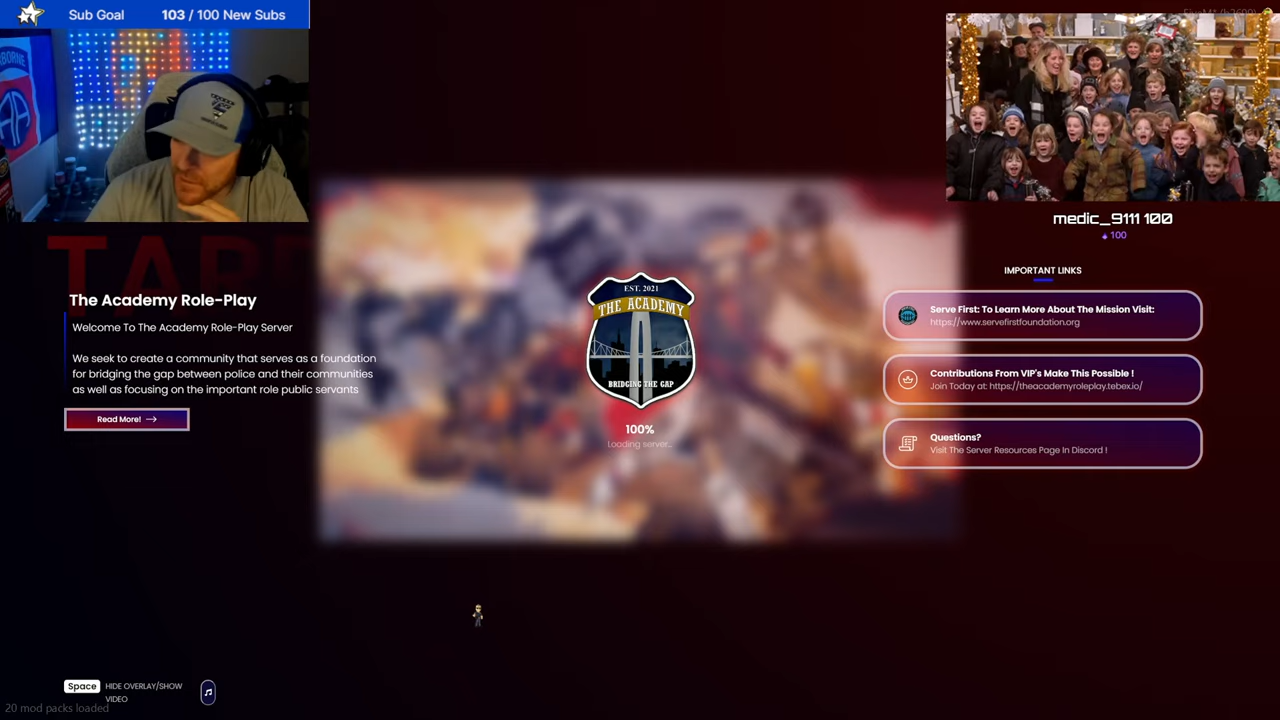 Sub Goal 103 / 100 New Subs
BORNE
AA
medic_9111 100
100
IMPORTANT LINKS
The Academy Role-Play
Welcome To The Academy Role-Play Server
We seek to create a community that serves as a foundation
for bridging the gap between police and their communities
as well as focusing on the important role public servants
Read More!
EST. 2021
THE ACADEMY
BRIDGING THE GAP
100%
Loading server...
Serve First: To Learn More About The Mission Visit:
https://www.servefirstfoundation.org
Contributions From VIP's Make This Possible !
Join Today at: https://theacademyroleplay.tebex.io/
Questions?
Visit The Server Resources Page In Discord !
Space HIDE OVERLAY/SHOW
VIDEO
20 mod packs loaded